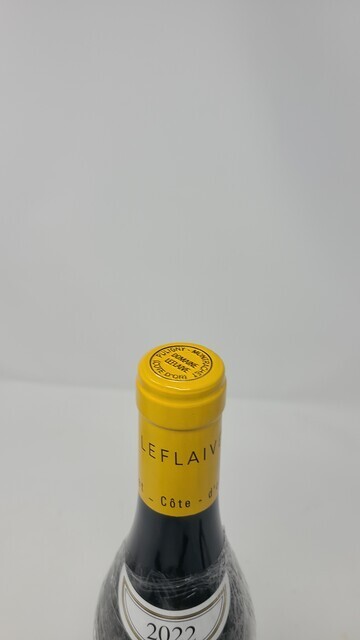 PULIGNY - MONTRACHET
DOMAINE
LEFLAIVE
(CÔTE-D'OR)
LEFLAIV
Côte - d'
2022